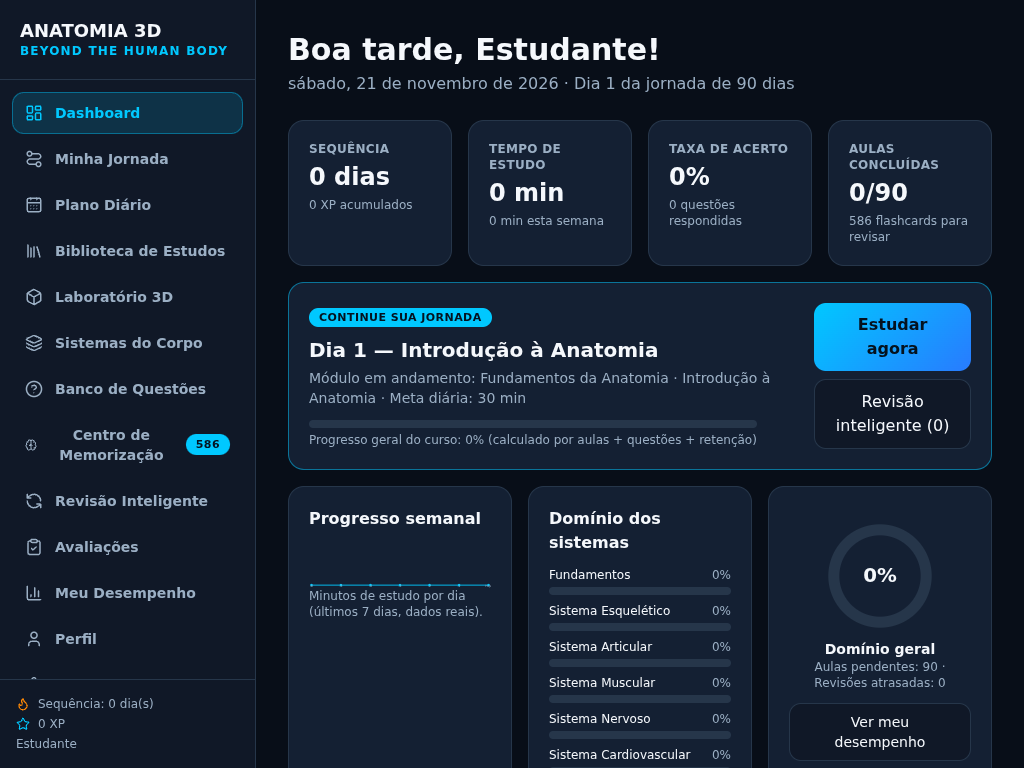 ANATOMIA 3D
BEYOND THE HUMAN BODY
Dashboard
Minha Jornada
Plano Diário
Biblioteca de Estudos
Laboratório 3D
Sistemas do Corpo
Banco de Questões
Centro de
Memorização
586
Revisão Inteligente
Avaliações
Meu Desempenho
Perfil
Sequência: 0 dia(s)
0 XP
Estudante
Boa tarde, Estudante!
sábado, 21 de novembro de 2026 · Dia 1 da jornada de 90 dias
SEQUÊNCIA
0 dias
0 XP acumulados
TEMPO DE
ESTUDO
0 min
0 min esta semana
TAXA DE ACERTO
0%
0 questões
respondidas
AULAS
CONCLUÍDAS
0/90
586 flashcards para
revisar
CONTINUE SUA JORNADA
Dia 1 — Introdução à Anatomia
Módulo em andamento: Fundamentos da Anatomia · Introdução à
Anatomia · Meta diária: 30 min
Progresso geral do curso: 0% (calculado por aulas + questões + retenção)
Estudar
agora
Revisão
inteligente (0)
Progresso semanal
Minutos de estudo por dia
(últimos 7 dias, dados reais).
Domínio dos
sistemas
Fundamentos 0%
Sistema Esquelético 0%
Sistema Articular 0%
Sistema Muscular 0%
Sistema Nervoso 0%
Sistema Cardiovascular 0%
0%
Domínio geral
Aulas pendentes: 90 ·
Revisões atrasadas: 0
Ver meu
desempenho